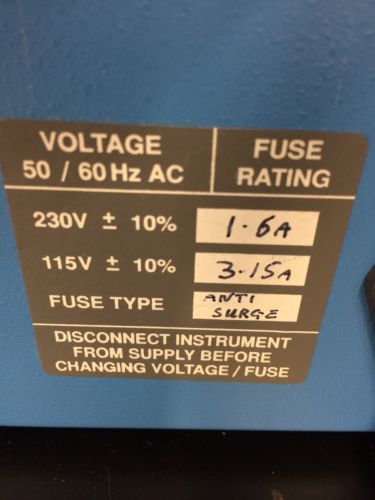 VOLTAGE
50 / 60 Hz AC
FUSE
RATING
230V ± 10% 1.6A
115V ± 10% 3.15A
FUSE TYPE ANTI
SURGE
DISCONNECT INSTRUMENT
FROM SUPPLY BEFORE
CHANGING VOLTAGE / FUSE